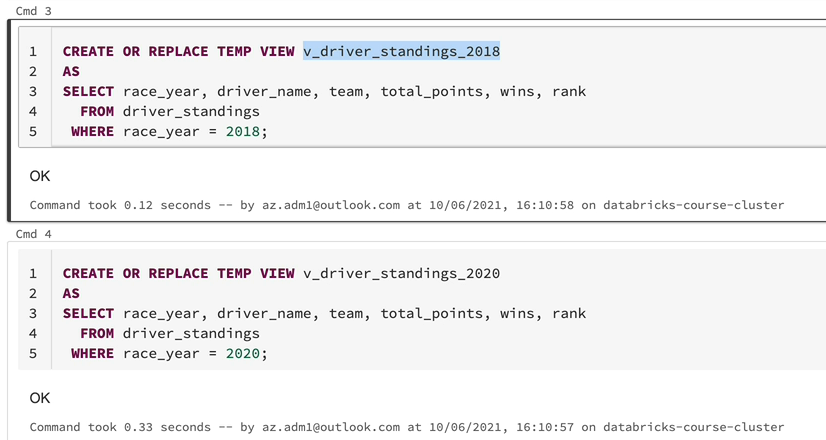 Cmd 3
1 CREATE OR REPLACE TEMP VIEW v_driver_standings_2018
2 AS
3 SELECT race_year, driver_name, team, total_points, wins, rank
4 FROM driver_standings
5 WHERE race_year = 2018;
OK
Command took 0.12 seconds -- by az.adm1@outlook.com at 10/06/2021, 16:10:58 on databricks-course-cluster
Cmd 4
1 CREATE OR REPLACE TEMP VIEW v_driver_standings_2020
2 AS
3 SELECT race_year, driver_name, team, total_points, wins, rank
4 FROM driver_standings
5 WHERE race_year = 2020;
OK
Command took 0.33 seconds -- by az.adm1@outlook.com at 10/06/2021, 16:10:57 on databricks-course-cluster